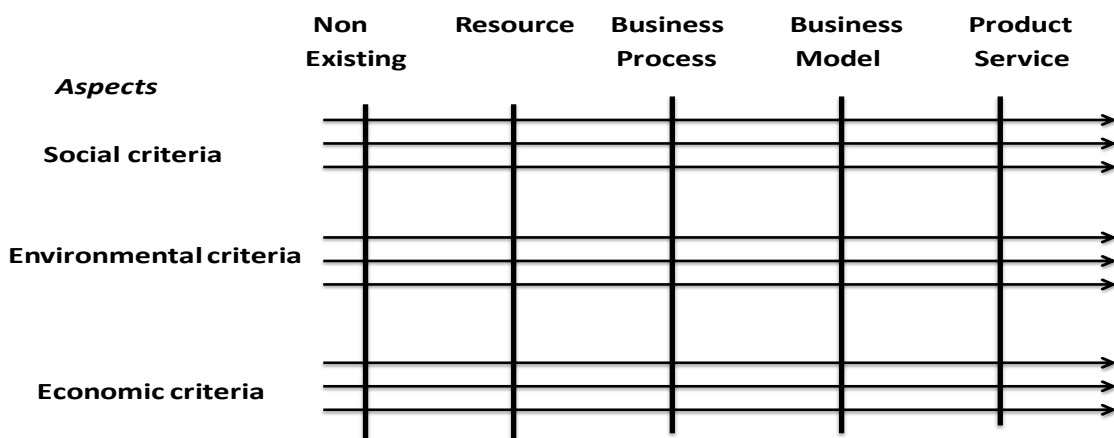 Non Existing
Resource
Business Process
Business Model
Product Service
Aspects
Social criteria
Environmental criteria
Economic criteria